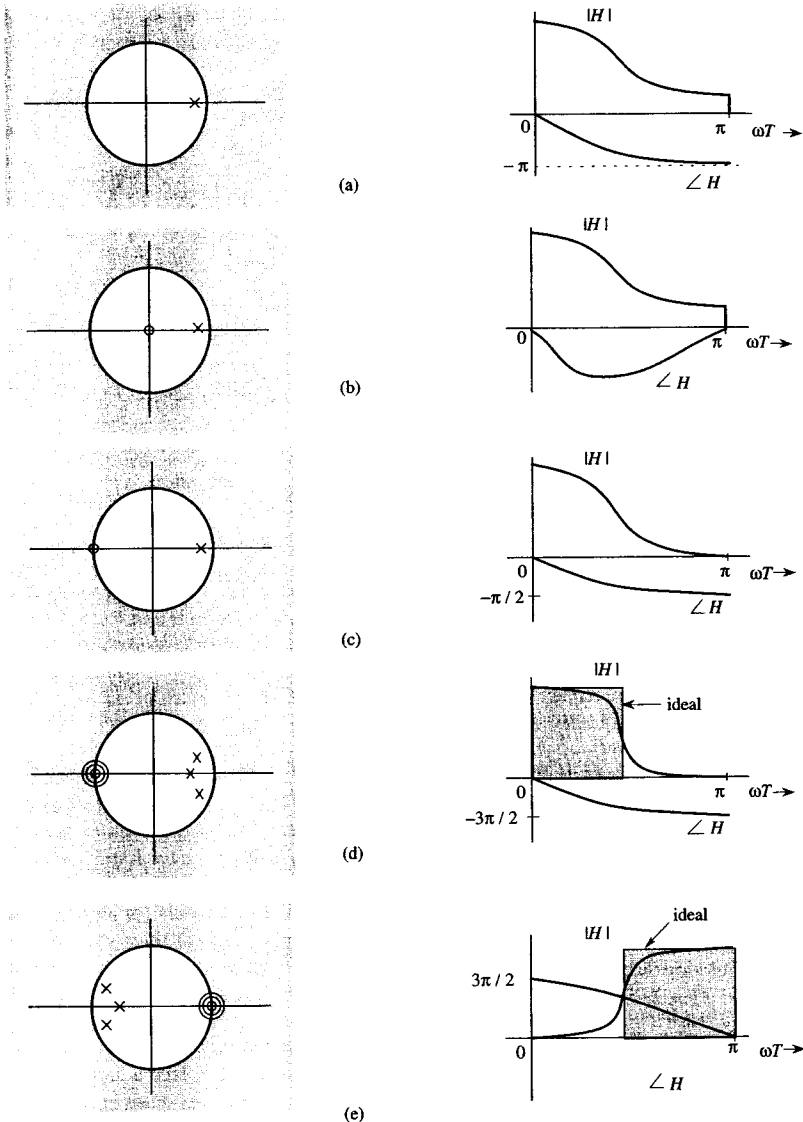 |H|
0
π
ωT
−π
∠H
(a)
|H|
0
π
ωT
∠H
(b)
|H|
0
π
ωT
−π / 2
∠H
(c)
|H|
ideal
0
π
ωT
−3π / 2
∠H
(d)
ideal
|H|
3π / 2
0
π
ωT
∠H
(e)